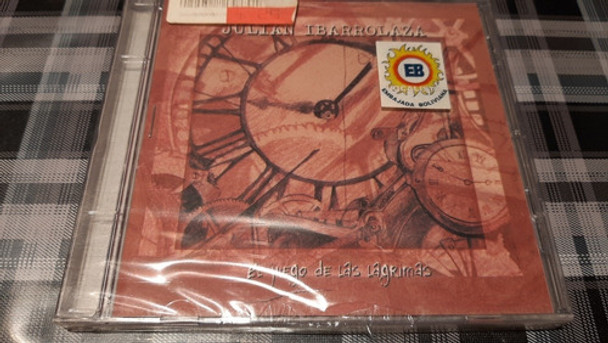 JULIAN IBARROLAZA
EB
EMBAJADA BOLIVIANA
El juego de las lágrimas